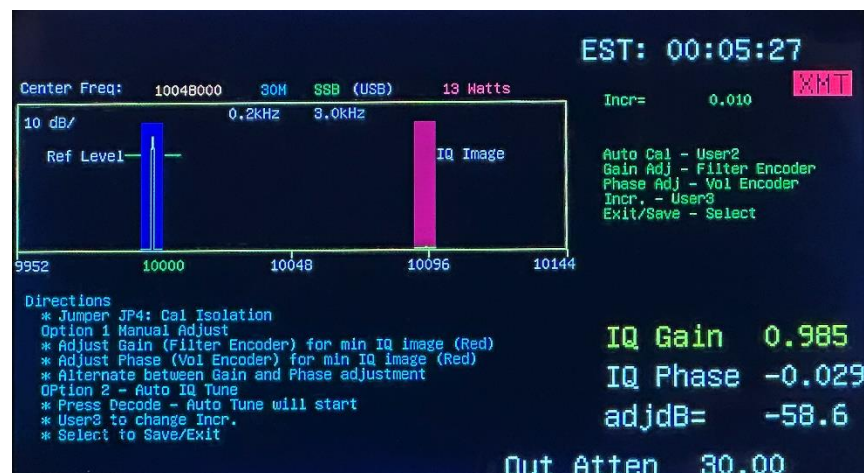 EST: 00:05:27
Center Freq: 10048000 30M SSB (USB) 13 Watts
XMT
Incr= 0.010
10 dB/ 0.2kHz 3.0kHz
Ref Level IQ Image
Auto Cal - User2
Gain Adj - Filter Encoder
Phase Adj - Vol Encoder
Incr. - User3
Exit/Save - Select
9952 10000 10048 10096 10144
Directions
* Jumper JP4: Cal Isolation
Option 1 Manual Adjust
* Adjust Gain (Filter Encoder) for min IQ image (Red)
* Adjust Phase (Vol Encoder) for min IQ image (Red)
* Alternate between Gain and Phase adjustment
OPtion 2 - Auto IQ Tune
* Press Decode - Auto Tune will start
* User3 to change Incr.
* Select to Save/Exit
IQ Gain 0.985
IQ Phase -0.029
adjdB= -58.6
Out Atten 30.00